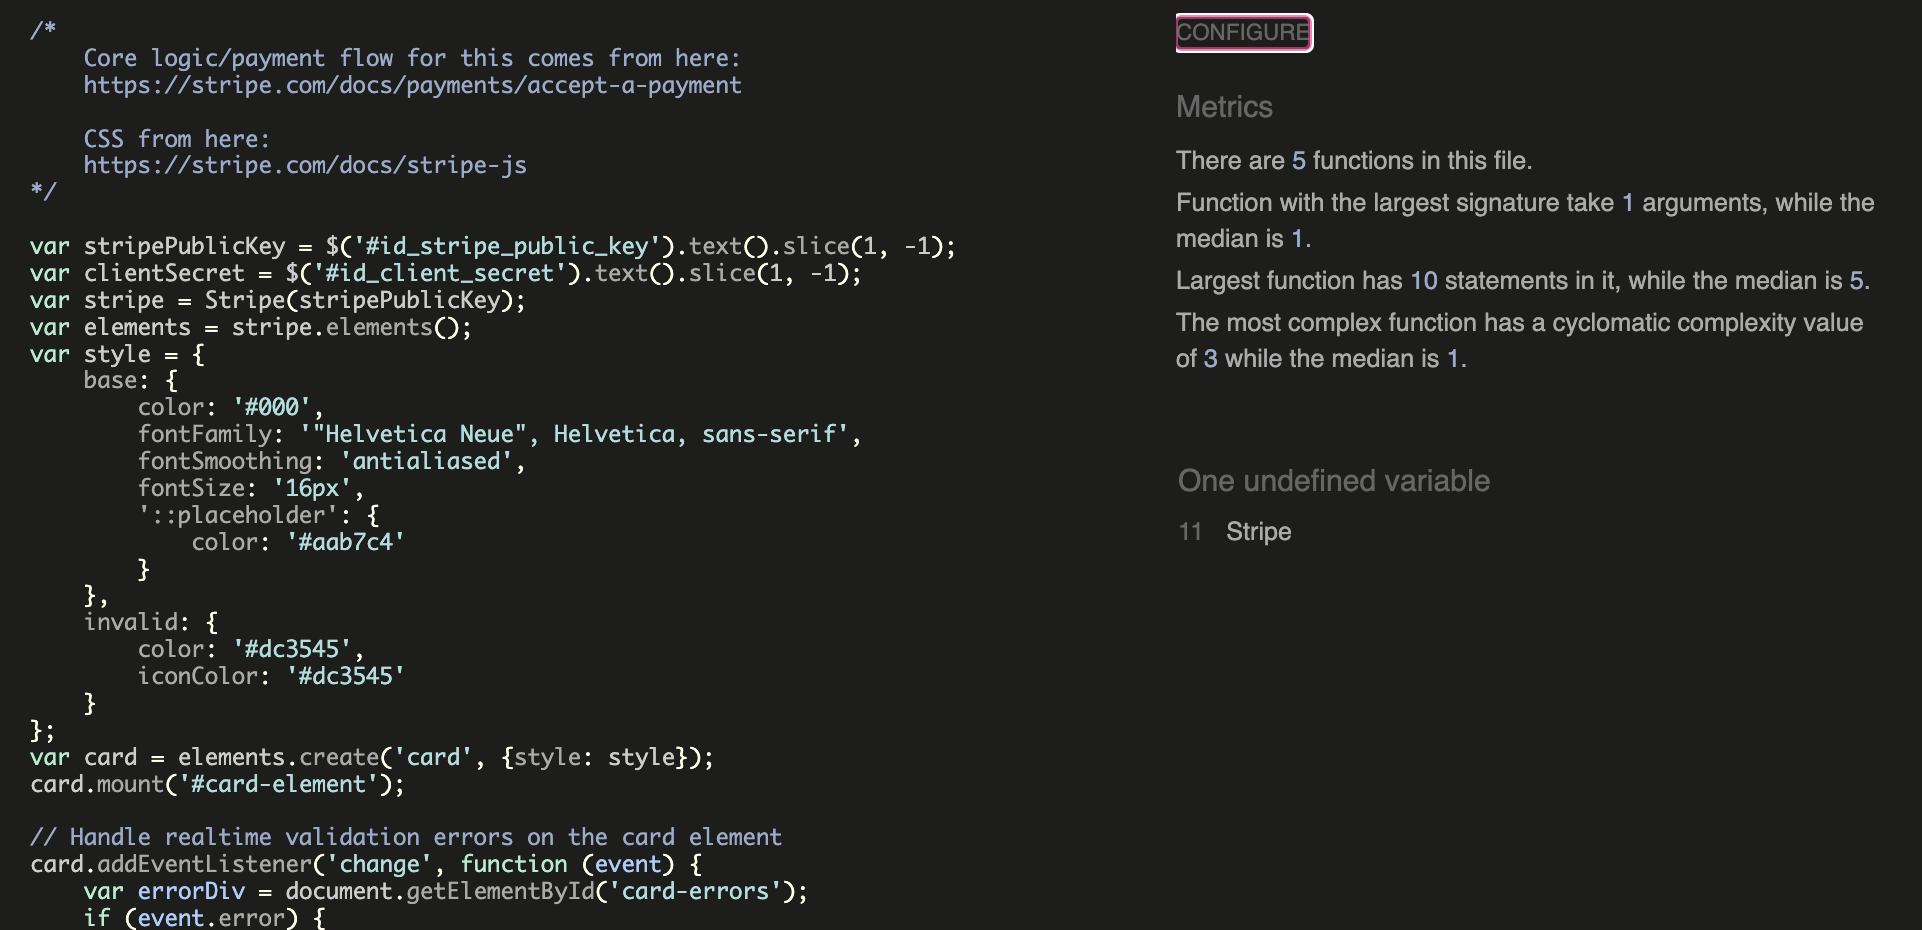 /*
    Core logic/payment flow for this comes from here:
    https://stripe.com/docs/payments/accept-a-payment

    CSS from here:
    https://stripe.com/docs/stripe-js
*/

var stripePublicKey = $('#id_stripe_public_key').text().slice(1, -1);
var clientSecret = $('#id_client_secret').text().slice(1, -1);
var stripe = Stripe(stripePublicKey);
var elements = stripe.elements();
var style = {
    base: {
        color: '#000',
        fontFamily: '"Helvetica Neue", Helvetica, sans-serif',
        fontSmoothing: 'antialiased',
        fontSize: '16px',
        '::placeholder': {
            color: '#aab7c4'
        }
    },
    invalid: {
        color: '#dc3545',
        iconColor: '#dc3545'
    }
};
var card = elements.create('card', {style: style});
card.mount('#card-element');

// Handle realtime validation errors on the card element
card.addEventListener('change', function (event) {
    var errorDiv = document.getElementById('card-errors');
    if (event.error) {
CONFIGURE
Metrics
There are 5 functions in this file.
Function with the largest signature take 1 arguments, while the
median is 1.
Largest function has 10 statements in it, while the median is 5.
The most complex function has a cyclomatic complexity value
of 3 while the median is 1.
One undefined variable
11 Stripe